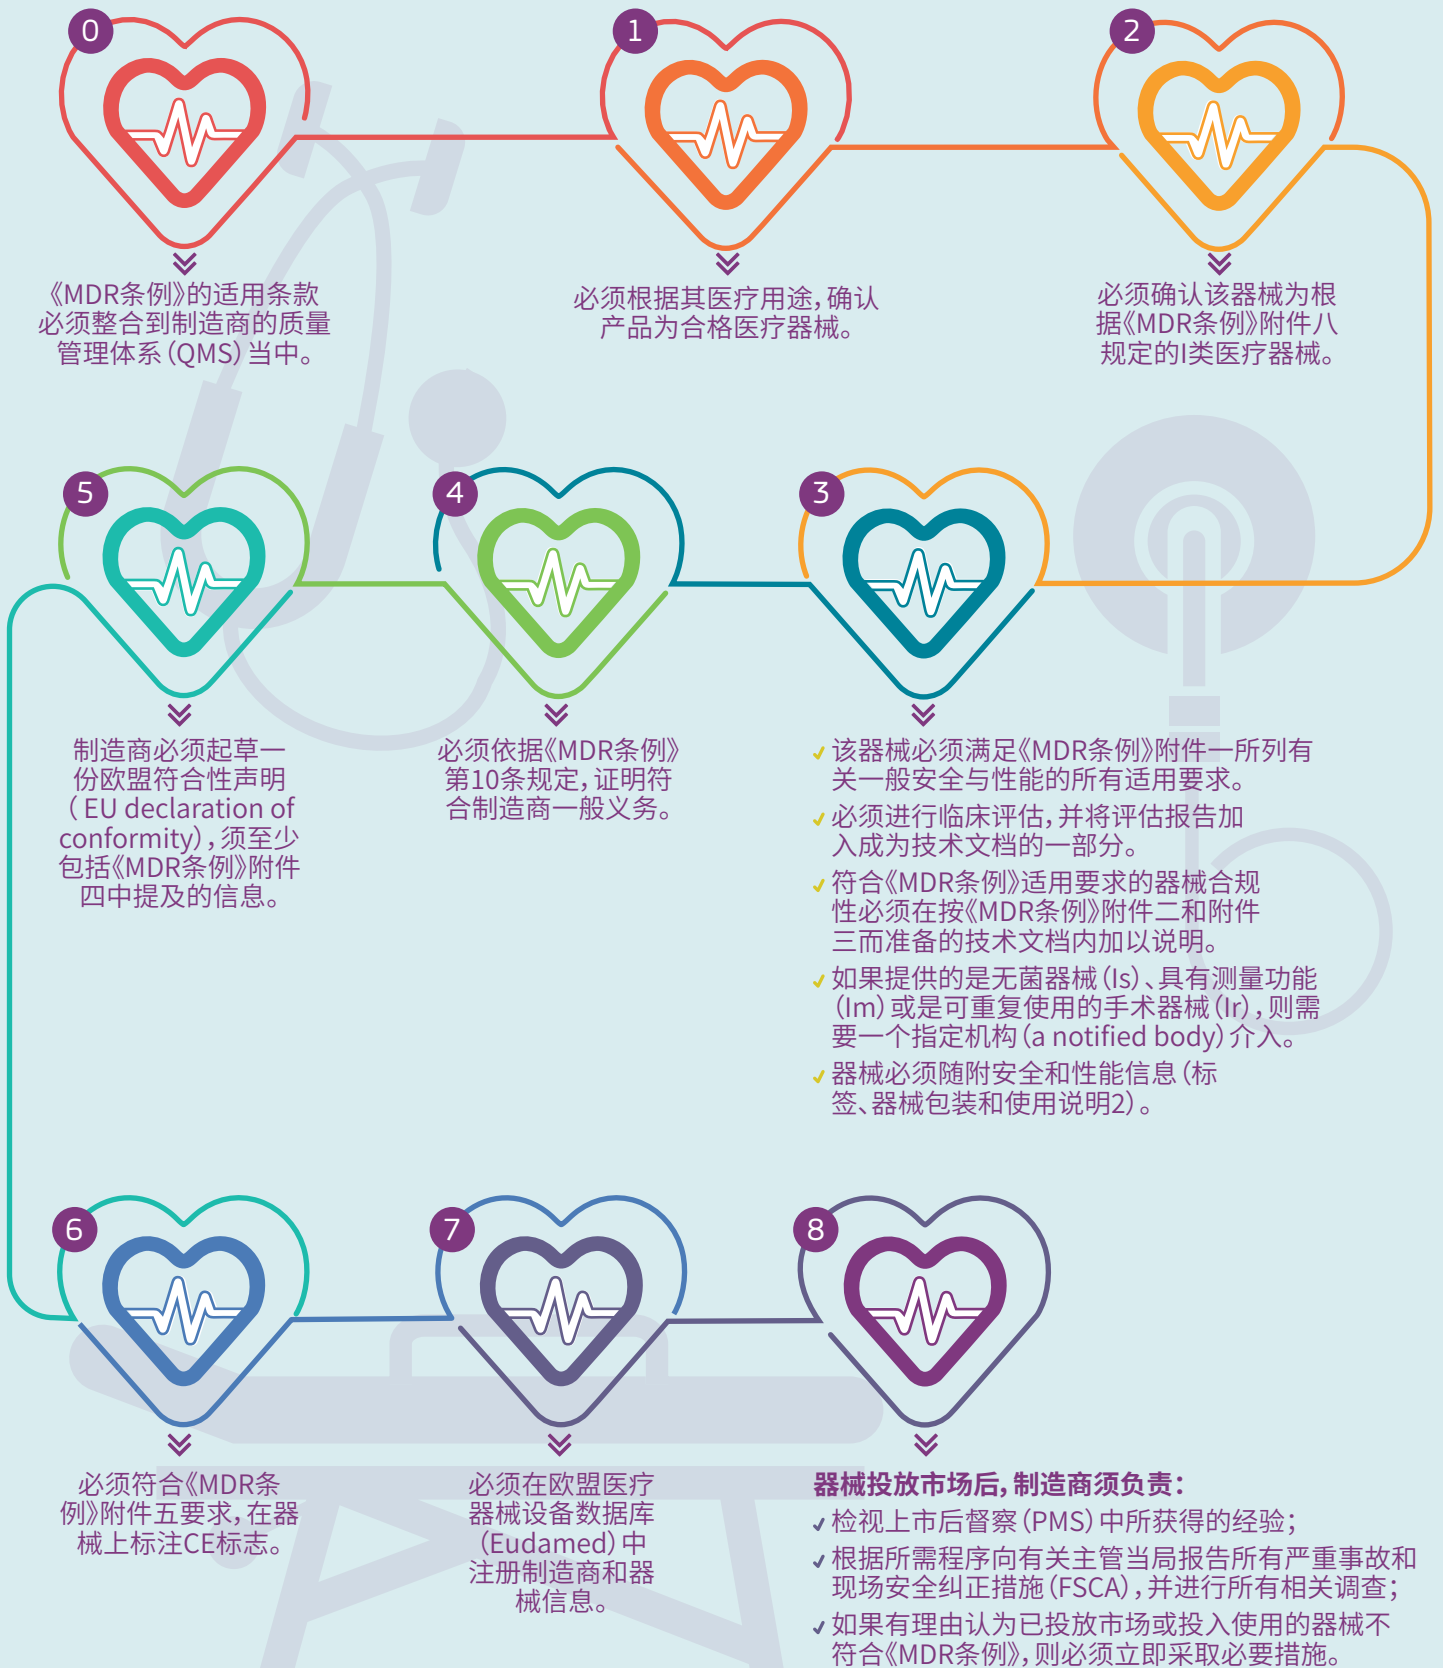 0
《MDR条例》的适用条款
必须整合到制造商的质量
管理体系（QMS）当中。
1
必须根据其医疗用途，确认
产品为合格医疗器械。
2
必须确认该器械为根
据《MDR条例》附件八
规定的I类医疗器械。
3
该器械必须满足《MDR条例》附件一所列有
关一般安全与性能的所有适用要求。
必须进行临床评估，并将评估报告加
入成为技术文档的一部分。
符合《MDR条例》适用要求的器械合规
性必须在按《MDR条例》附件二和附件
三而准备的技术文档内加以说明。
如果提供的是无菌器械（Is）、具有测量功能
（Im）或是可重复使用的手术器械（Ir），则需
要一个指定机构（a notified body）介入。
器械必须随附安全和性能信息（标
签、器械包装和使用说明2）。
4
必须依据《MDR条例》
第10条规定，证明符
合制造商一般义务。
5
制造商必须起草一
份欧盟符合性声明
（ EU declaration of
conformity），须至少
包括《MDR条例》附件
四中提及的信息。
6
必须符合《MDR条
例》附件五要求，在器
械上标注CE标志。
7
必须在欧盟医疗
器械设备数据库
（Eudamed）中
注册制造商和器
械信息。
8
器械投放市场后，制造商须负责：
检视上市后督察（PMS）中所获得的经验；
根据所需程序向有关主管当局报告所有严重事故和
现场安全纠正措施（FSCA），并进行所有相关调查；
如果有理由认为已投放市场或投入使用的器械不
符合《MDR条例》，则必须立即采取必要措施。